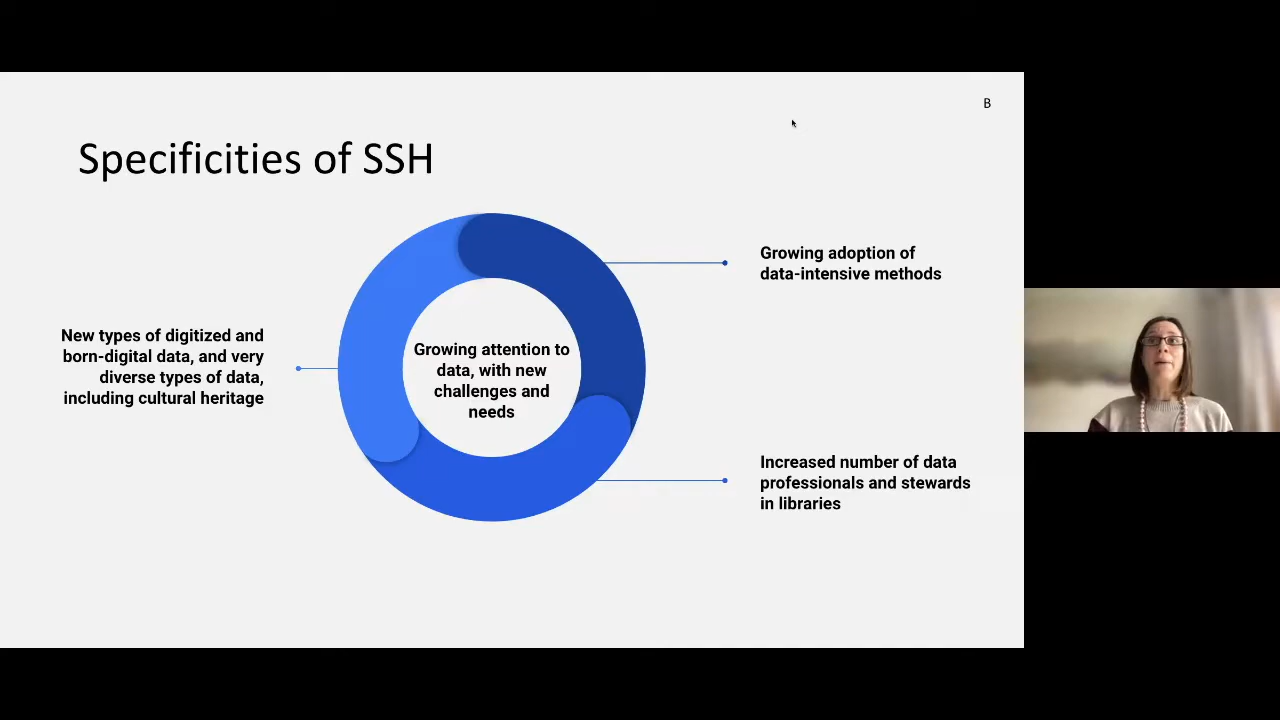 B
Specificities of SSH
Growing adoption of
data-intensive methods
New types of digitized and
born-digital data, and very
diverse types of data,
including cultural heritage
Growing attention to
data, with new
challenges and
needs
Increased number of data
professionals and stewards
in libraries